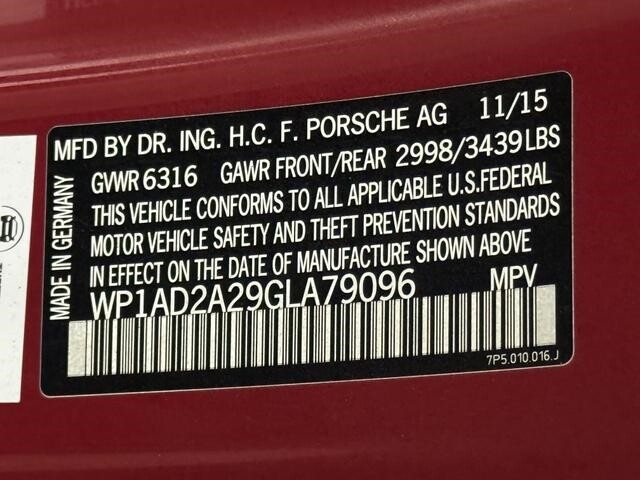 MFD BY DR. ING. H.C. F. PORSCHE AG 11/15
GVWR 6316 GAWR FRONT/REAR 2998/3439 LBS
THIS VEHICLE CONFORMS TO ALL APPLICABLE U.S.FEDERAL
MOTOR VEHICLE SAFETY AND THEFT PREVENTION STANDARDS
IN EFFECT ON THE DATE OF MANUFACTURE SHOWN ABOVE
WP1AD2A29GLA79096 MPV
7P5.010.016.J
MADE IN GERMANY